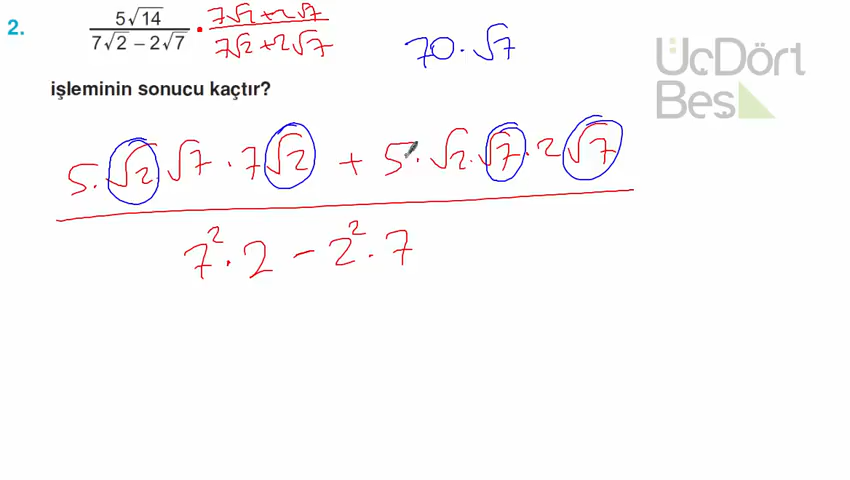 2. 5√14 / 7√2 − 2√7 · 7√2 + 2√7 / 7√2 + 2√7
70 · √7
işleminin sonucu kaçtır?
ÜçDört
Beş
5 · √2 √7 · 7√2 + 5 · √2 · √7 · 2√7
7² · 2 − 2² · 7